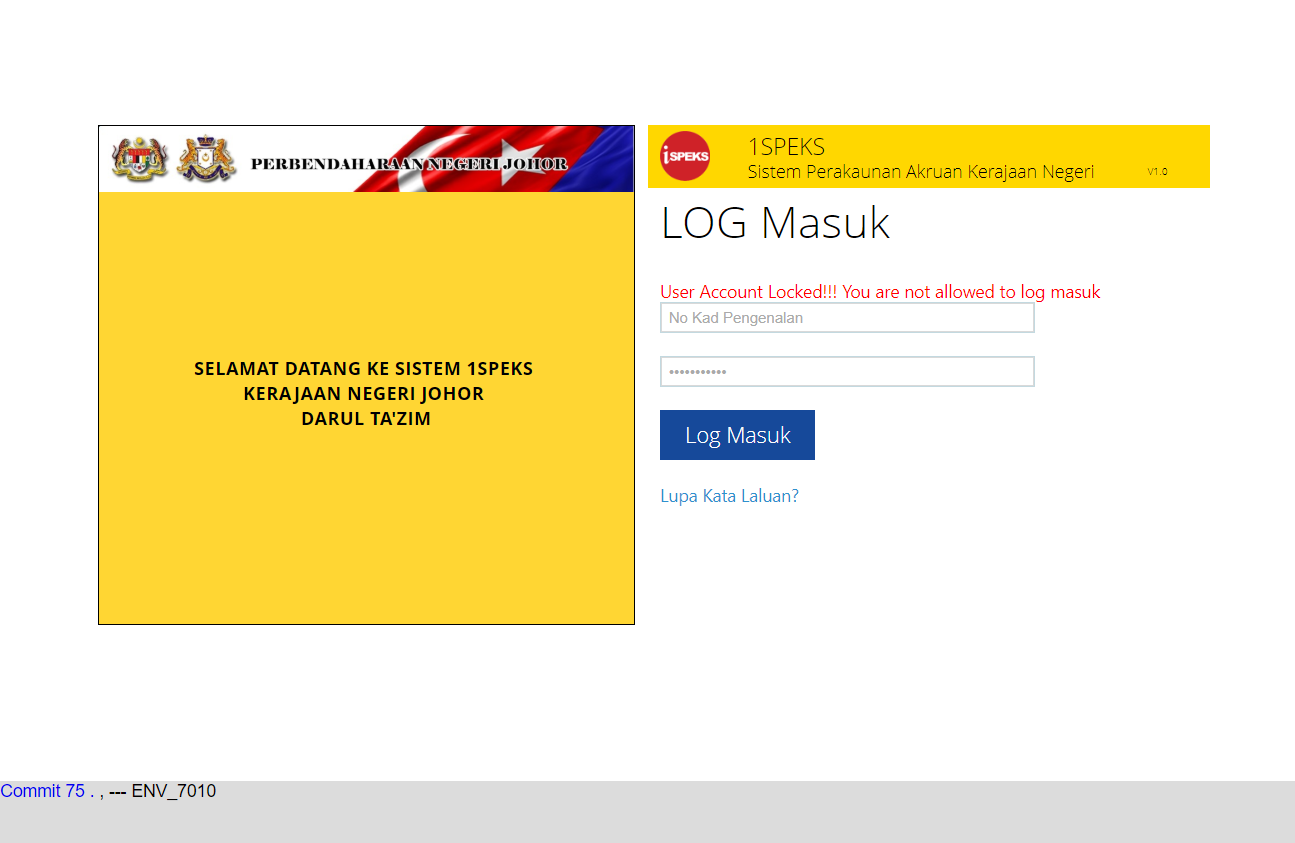 PERBENDAHARAAN NEGERI JOHOR
SELAMAT DATANG KE SISTEM 1SPEKS
KERAJAAN NEGERI JOHOR
DARUL TA'ZIM
iSPEKS
1SPEKS
Sistem Perakaunan Akruan Kerajaan Negeri
V1.0
LOG Masuk
User Account Locked!!! You are not allowed to log masuk
No Kad Pengenalan
•••••••••••
Log Masuk
Lupa Kata Laluan?
Commit 75 . , --- ENV_7010